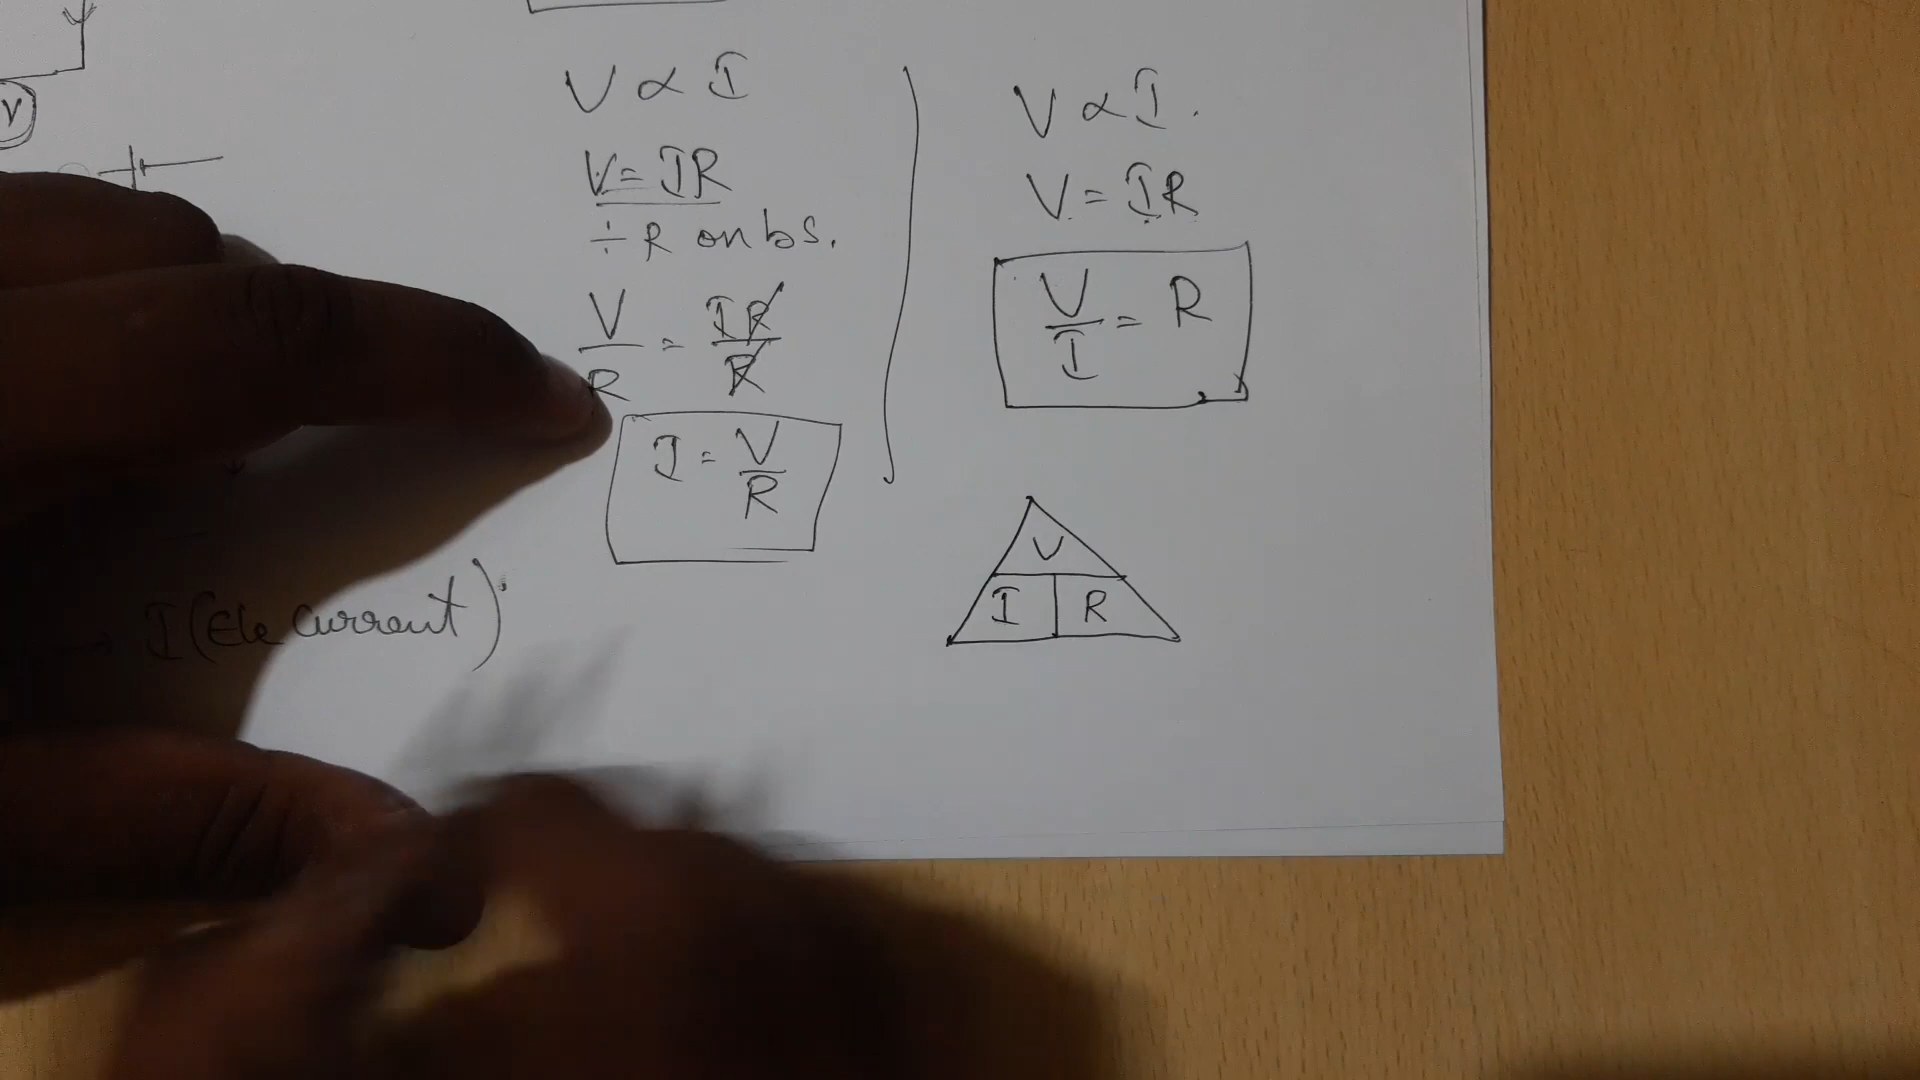 V
V ∝ I
V = IR
÷ R on bs.
V/R = IR/R
I = V/R
I (Ele current)
V ∝ I.
V = IR
V/I = R
V
I R